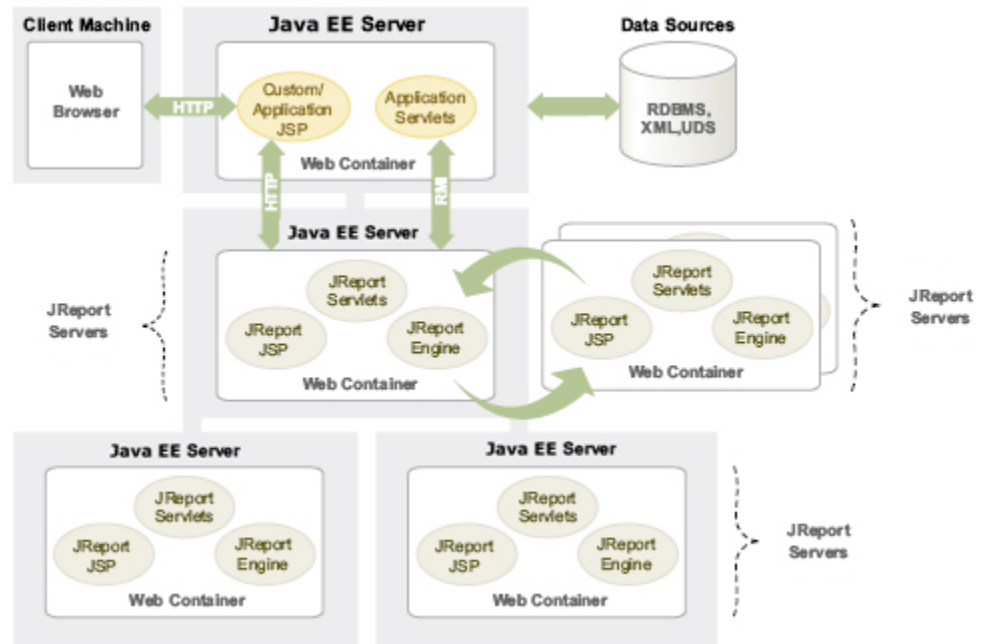 Client Machine
Java EE Server
Data Sources
Web
Browser
HTTP
Custom/
Application
JSP
Application
Servlets
RDBMS,
XML,UDS
Web Container
HTTP
RMI
Java EE Server
JReport
Servers
JReport
Servlets
JReport
JSP
JReport
Engine
Web Container
JReport
Servlets
JReport
JSP
JReport
Engine
Web Container
JReport
Servers
Java EE Server
JReport
Servlets
JReport
JSP
JReport
Engine
Web Container
Java EE Server
JReport
Servlets
JReport
JSP
JReport
Engine
Web Container
JReport
Servers